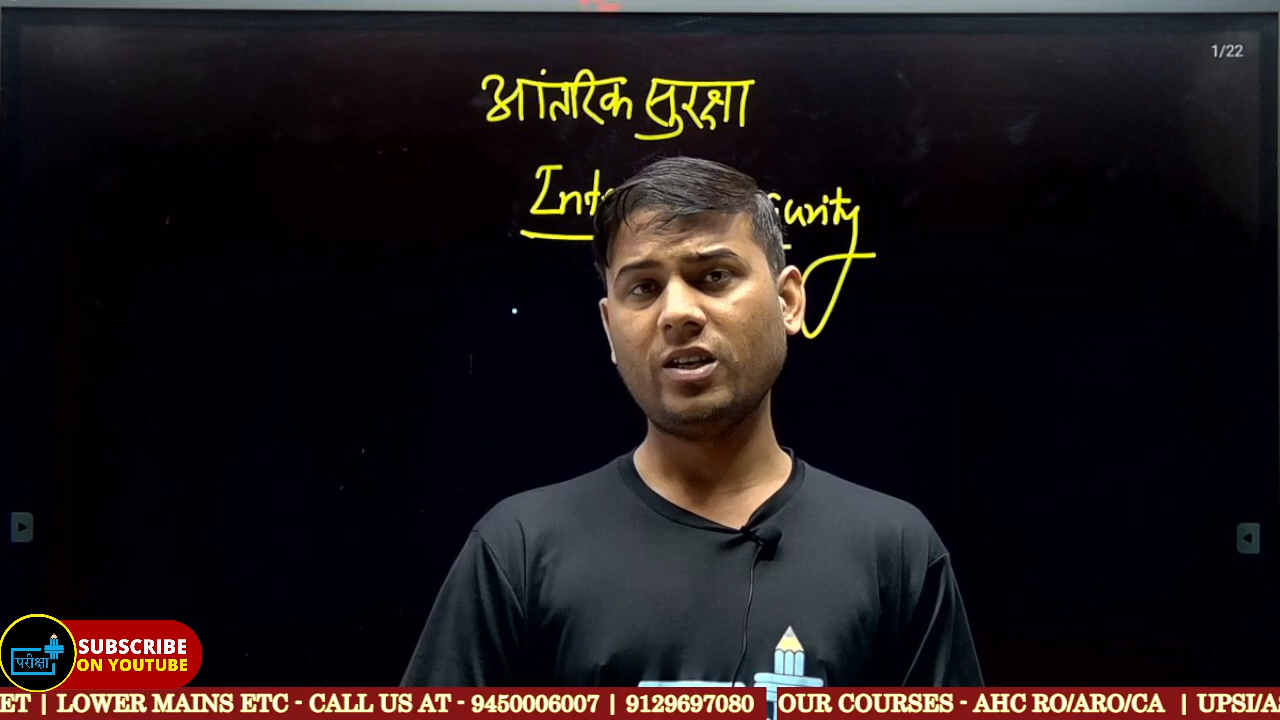 1/22
आंतरिक सुरक्षा
परीक्षा
SUBSCRIBE
ON YOUTUBE
ET | LOWER MAINS ETC - CALL US AT - 9450006007 | 9129697080 OUR COURSES - AHC RO/ARO/CA | UPSI/A